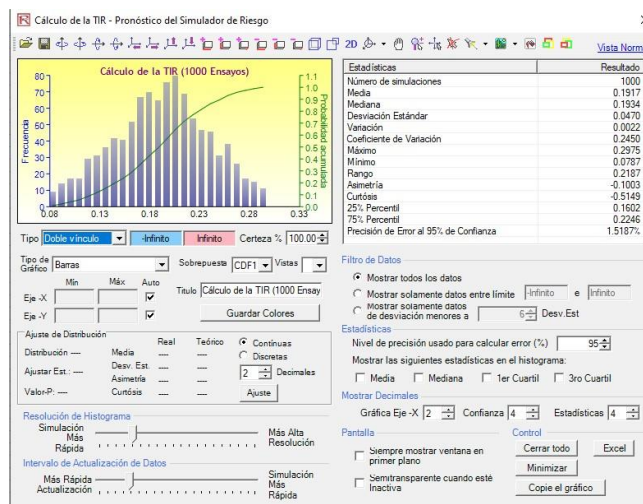 Cálculo de la TIR - Pronóstico del Simulador de Riesgo
2D
Vista Norm
Cálculo de la TIR (1000 Ensayos)
Frecuencia
80
70
60
50
40
30
20
10
0
0.08 0.13 0.18 0.23 0.28 0.33
1.1
1.0
0.9
0.8
0.7
0.6
0.5
0.4
0.3
0.2
0.1
0.0
Probabilidad acumulada
Tipo Doble vínculo -Infinito Infinito Certeza % 100.00
Tipo de Gráfico Barras Sobrepuesta CDF1 Vistas
Mín Máx Auto
Eje -X
Eje -Y
Titulo Cálculo de la TIR (1000 Ensay
Guardar Colores
Ajuste de Distribución
Real Teórico
Distribución ---- Media ---- ----
Desv. Est. ---- ----
Ajustar Est.: ---- Asimetría ---- ----
Valor-P: ---- Curtósis ---- ----
Contínuas
Discretas
2 Decimales
Ajuste
Resolución de Histograma
Simulación Más Rápida
Más Alta Resolución
Intervalo de Actualización de Datos
Más Rápida Actualización
Simulación Más Rápida
Estadísticas Resultado
Número de simulaciones 1000
Media 0.1917
Mediana 0.1934
Desviación Estándar 0.0470
Variación 0.0022
Coeficiente de Variación 0.2450
Máximo 0.2975
Mínimo 0.0787
Rango 0.2187
Asimetría -0.1003
Curtósis -0.5149
25% Percentil 0.1602
75% Percentil 0.2246
Precisión de Error al 95% de Confianza 1.5187%
Filtro de Datos
Mostrar todos los datos
Mostrar solamente datos entre límite -Infinito e Infinito
Mostrar solamente datos de desviación menores a 6 Desv.Est
Estadísticas
Nivel de precisión usado para calcular error (%) 95
Mostrar las siguientes estadísticas en el histograma:
Media Mediana 1er Cuartil 3ro Cuartil
Mostrar Decimales
Gráfica Eje -X 2 Confianza 4 Estadísticas 4
Pantalla
Siempre mostrar ventana en primer plano
Semitransparente cuando esté Inactiva
Control
Cerrar todo Excel
Minimizar
Copie el gráfico